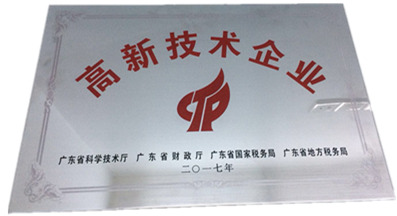 高新技术企业
广东省科学技术厅 广东省财政厅 广东省国家税务局 广东省地方税务局
二〇一七年